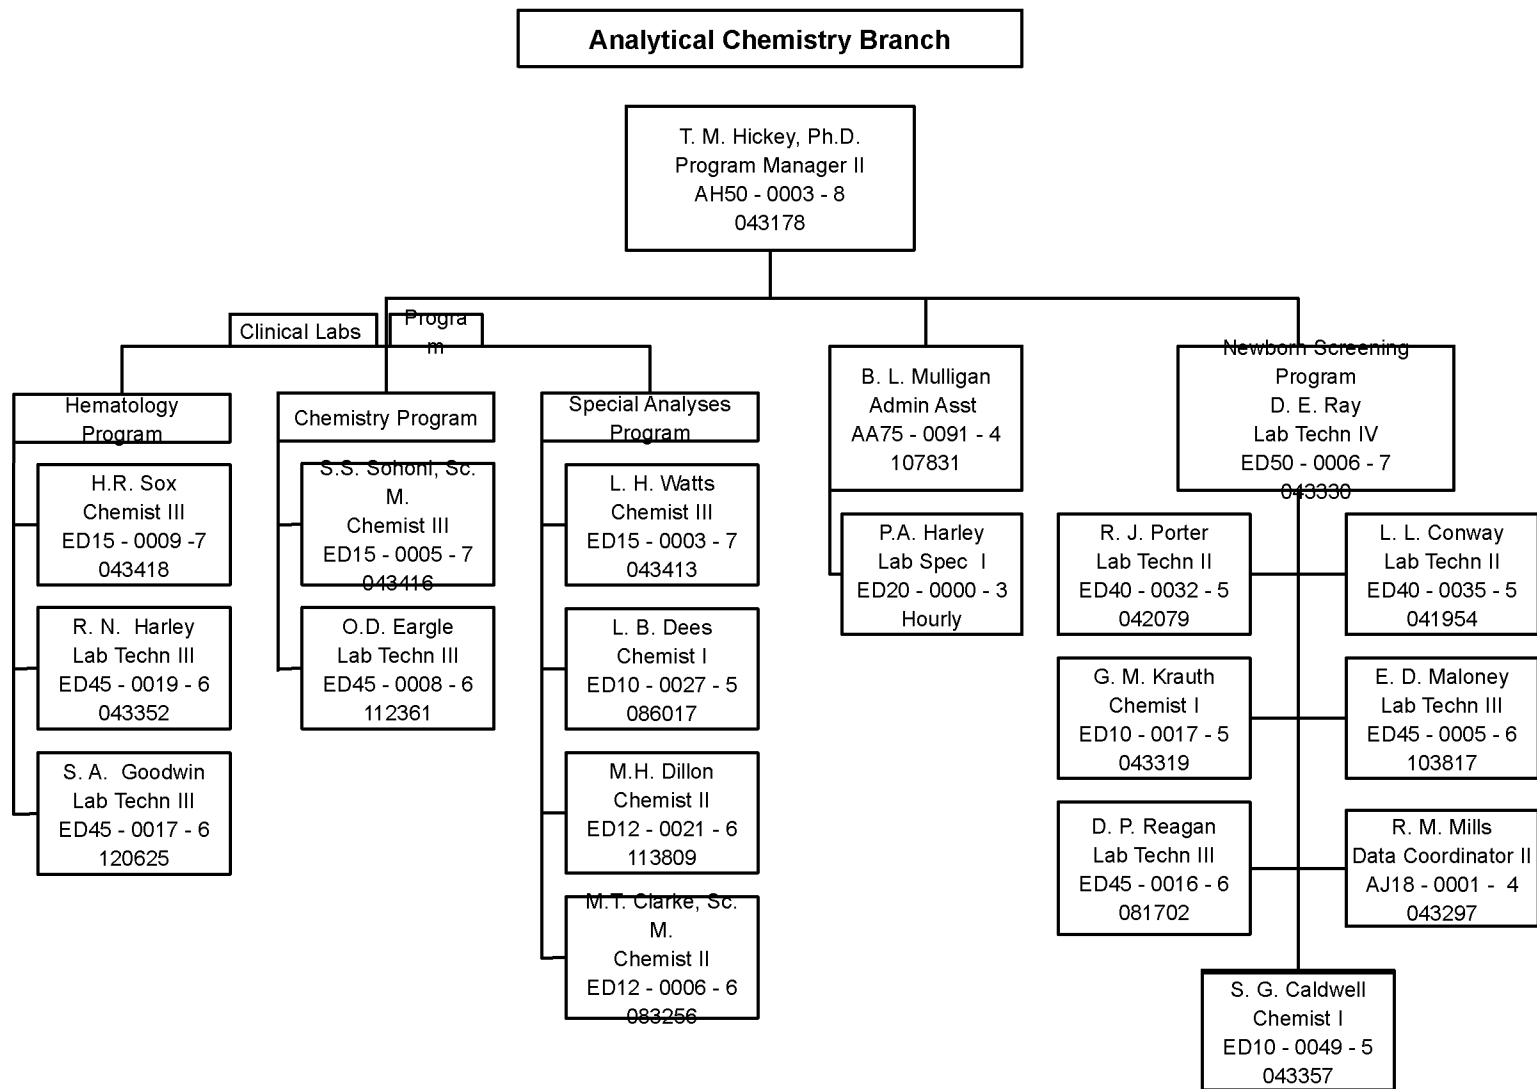 Analytical Chemistry Branch
T. M. Hickey, Ph.D.
Program Manager II
AH50 - 0003 - 8
043178
Clinical Labs
Progra
m
Hematology
Program
H.R. Sox
Chemist III
ED15 - 0009 -7
043418
R. N. Harley
Lab Techn III
ED45 - 0019 - 6
043352
S. A. Goodwin
Lab Techn III
ED45 - 0017 - 6
120625
Chemistry Program
S.S. Sohoni, Sc.
M.
Chemist III
ED15 - 0005 - 7
043416
O.D. Eargle
Lab Techn III
ED45 - 0008 - 6
112361
Special Analyses
Program
L. H. Watts
Chemist III
ED15 - 0003 - 7
043413
L. B. Dees
Chemist I
ED10 - 0027 - 5
086017
M.H. Dillon
Chemist II
ED12 - 0021 - 6
113809
M.T. Clarke, Sc.
M.
Chemist II
ED12 - 0006 - 6
083256
B. L. Mulligan
Admin Asst
AA75 - 0091 - 4
107831
P.A. Harley
Lab Spec I
ED20 - 0000 - 3
Hourly
Newborn Screening
Program
D. E. Ray
Lab Techn IV
ED50 - 0006 - 7
043330
R. J. Porter
Lab Techn II
ED40 - 0032 - 5
042079
L. L. Conway
Lab Techn II
ED40 - 0035 - 5
041954
G. M. Krauth
Chemist I
ED10 - 0017 - 5
043319
E. D. Maloney
Lab Techn III
ED45 - 0005 - 6
103817
D. P. Reagan
Lab Techn III
ED45 - 0016 - 6
081702
R. M. Mills
Data Coordinator II
AJ18 - 0001 - 4
043297
S. G. Caldwell
Chemist I
ED10 - 0049 - 5
043357